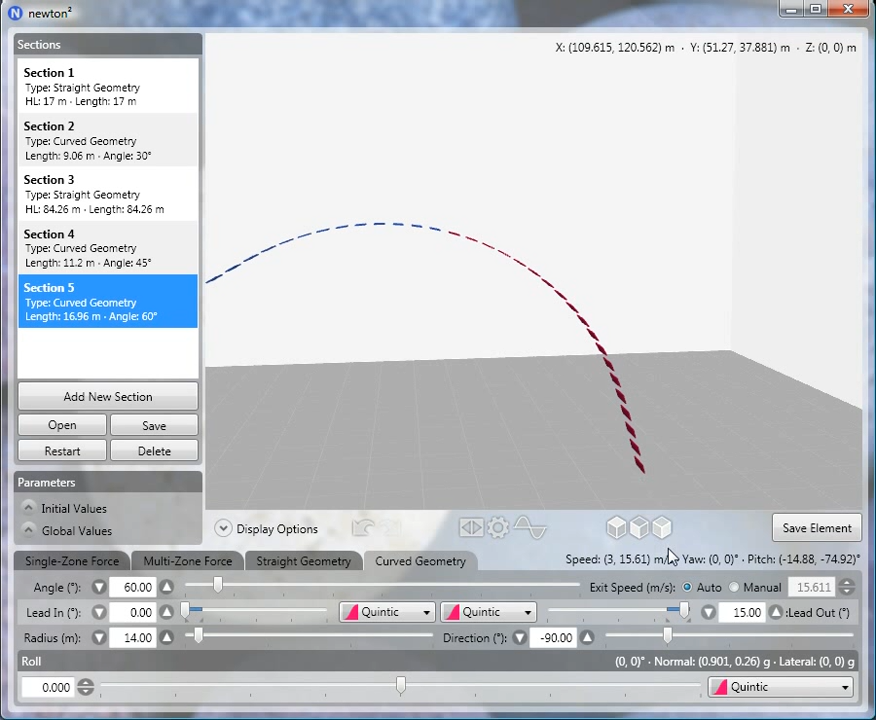 newton²
Sections
X: (109.615, 120.562) m · Y: (51.27, 37.881) m · Z: (0, 0) m
Section 1
Type: Straight Geometry
HL: 17 m · Length: 17 m
Section 2
Type: Curved Geometry
Length: 9.06 m · Angle: 30°
Section 3
Type: Straight Geometry
HL: 84.26 m · Length: 84.26 m
Section 4
Type: Curved Geometry
Length: 11.2 m · Angle: 45°
Section 5
Type: Curved Geometry
Length: 16.96 m · Angle: 60°
Add New Section
Open Save
Restart Delete
Parameters
Initial Values
Global Values
Display Options
Save Element
Single-Zone Force Multi-Zone Force Straight Geometry Curved Geometry
Speed: (3, 15.61) m/s Yaw: (0, 0)° · Pitch: (-14.88, -74.92)°
Angle (°): 60.00 Exit Speed (m/s): Auto Manual 15.611
Lead In (°): 0.00 Quintic Quintic 15.00 :Lead Out (°)
Radius (m): 14.00 Direction (°): -90.00
Roll (0, 0)° · Normal: (0.901, 0.26) g · Lateral: (0, 0) g
0.000 Quintic